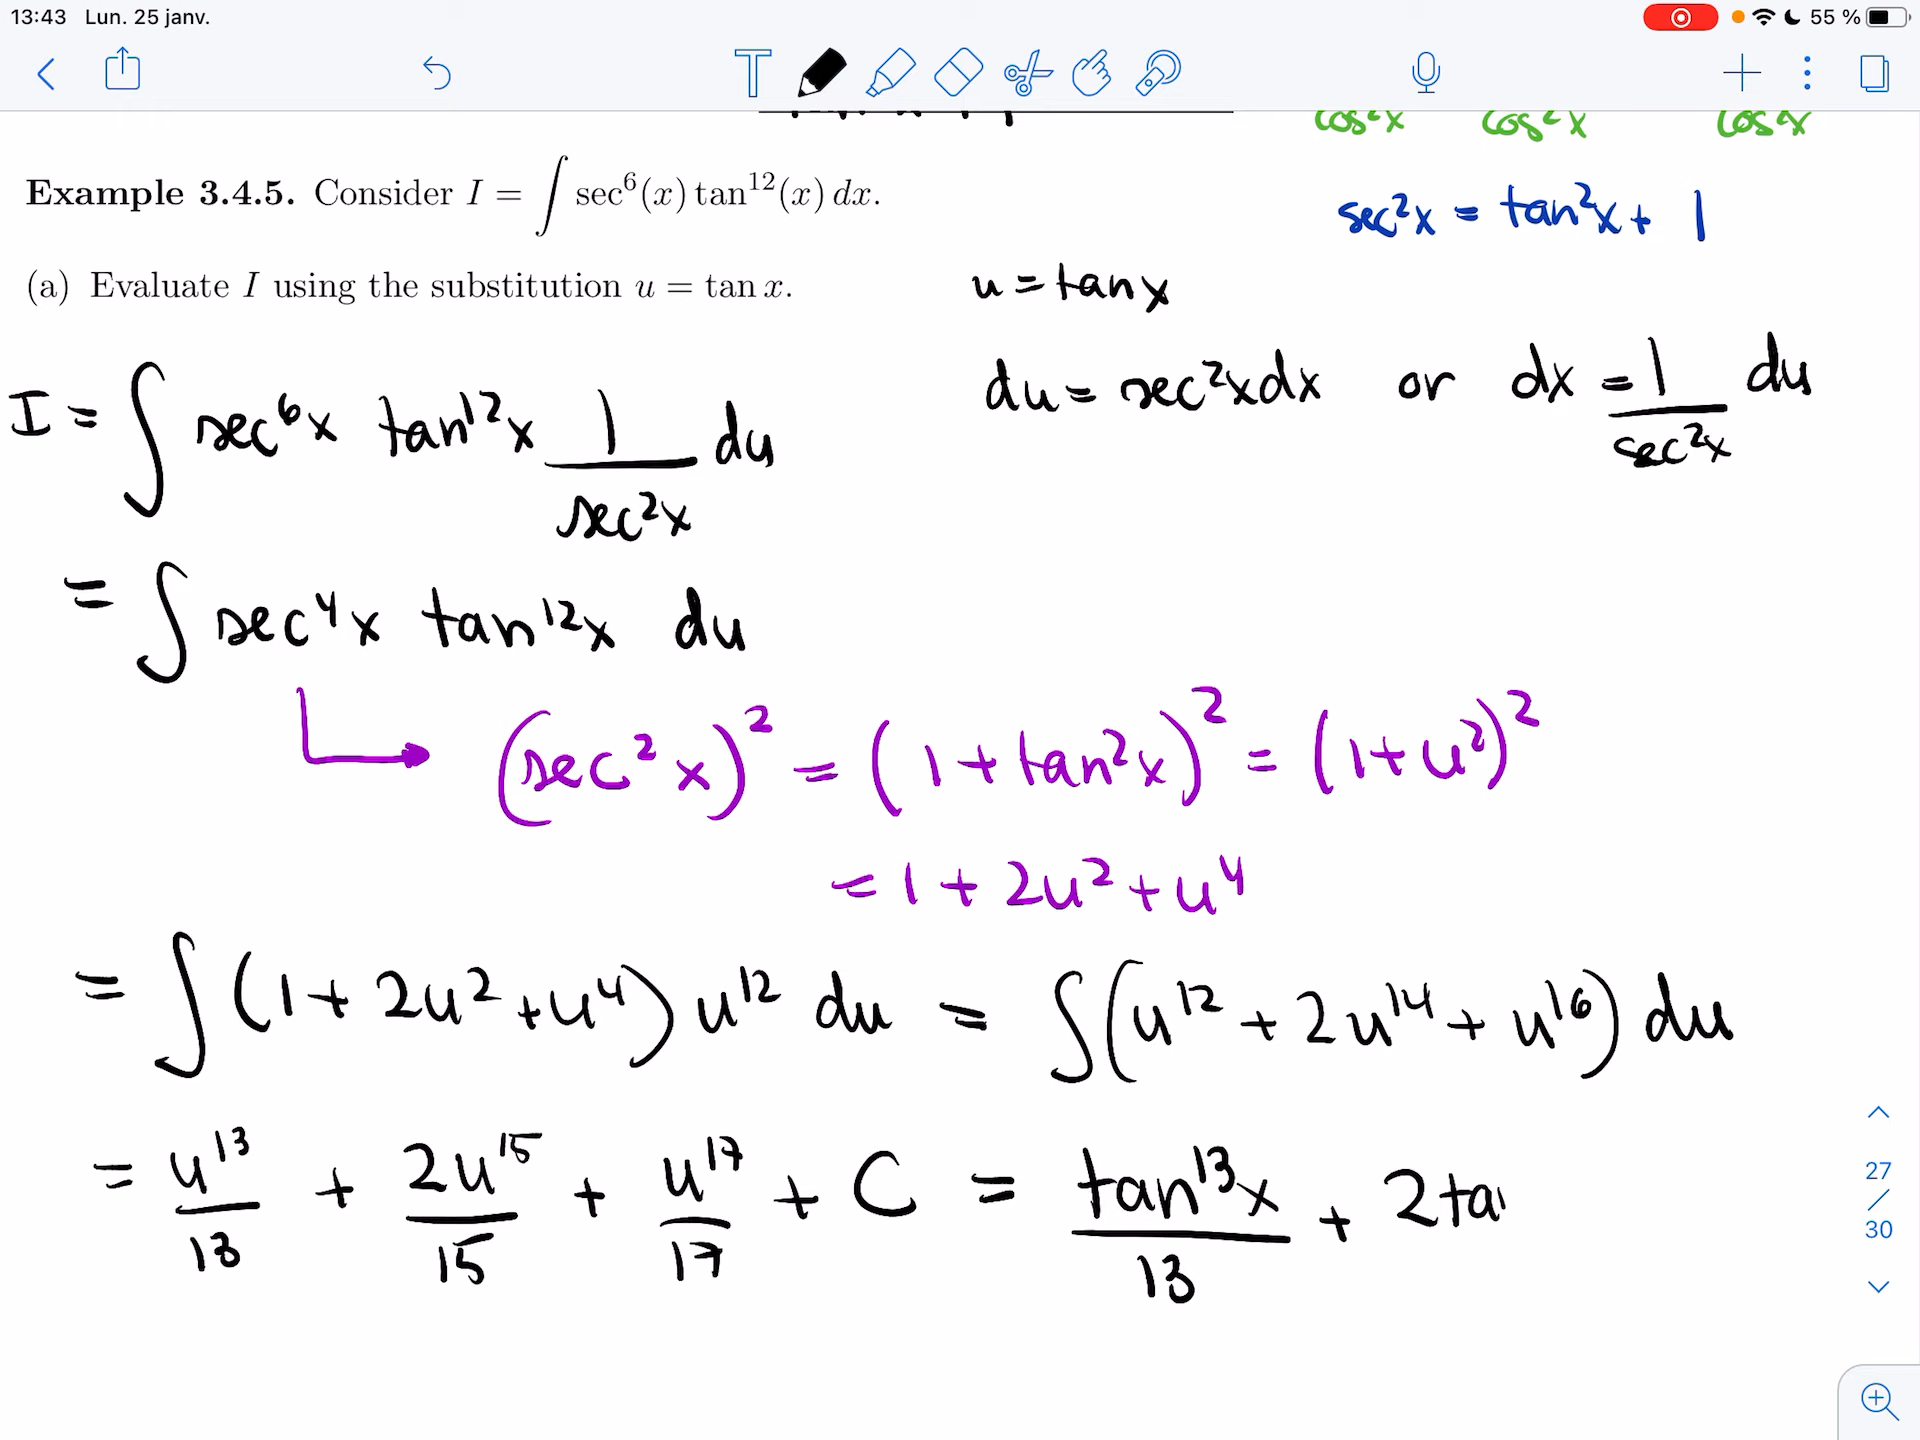 13:43 Lun. 25 janv. 55 %
T
cos²x cos²x cos²x
Example 3.4.5. Consider I = ∫ sec⁶(x) tan¹²(x) dx.
sec²x = tan²x + 1
(a) Evaluate I using the substitution u = tan x.
u = tanx
du = sec²xdx or dx = 1/sec²x du
I = ∫ sec⁶x tan¹²x 1/sec²x du
= ∫ sec⁴x tan¹²x du
(sec²x)² = (1 + tan²x)² = (1+u²)²
= 1 + 2u² + u⁴
= ∫ (1 + 2u² + u⁴) u¹² du = ∫ (u¹² + 2u¹⁴ + u¹⁶) du
= u¹³/13 + 2u¹⁵/15 + u¹⁷/17 + C = tan¹³x/13 + 2ta
27
/
30